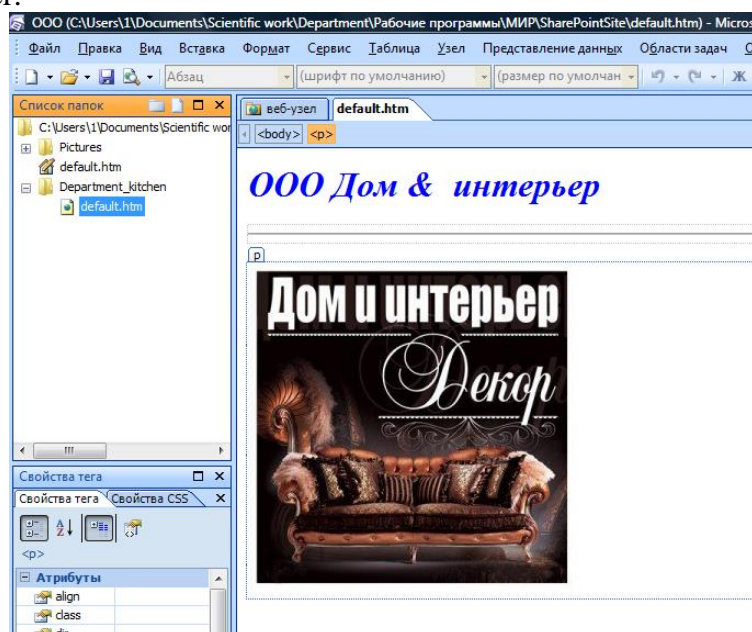 ООО (C:\Users\1\Documents\Scientific work\Department\Рабочие программы\МИР\SharePointSite\default.htm) - Micros
Файл Правка Вид Вставка Формат Сервис Таблица Узел Представление данных Области задач
Абзац (шрифт по умолчанию) (размер по умолчан Ж
Список папок
C:\Users\1\Documents\Scientific wor
Pictures
default.htm
Department_kitchen
default.htm
веб-узел default.htm
<body> <p>
ООО Дом & интерьер
p
Дом и интерьер
Декор
Свойства тега
Свойства тега Свойства CSS
<p>
Атрибуты
align
class